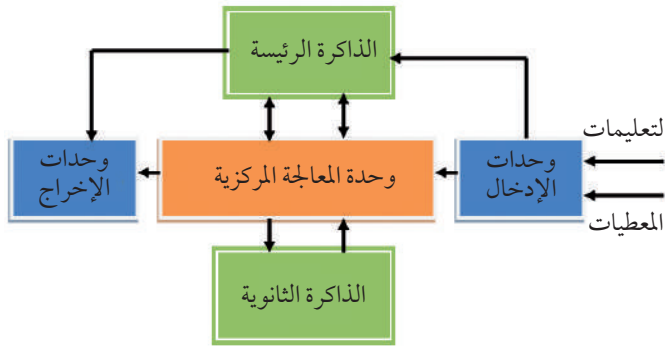 الذاكرة الرئيسة
لتعليمات
وحدات
الإدخال
وحدة المعالجة المركزية
وحدات
الإخراج
المعطيات
الذاكرة الثانوية